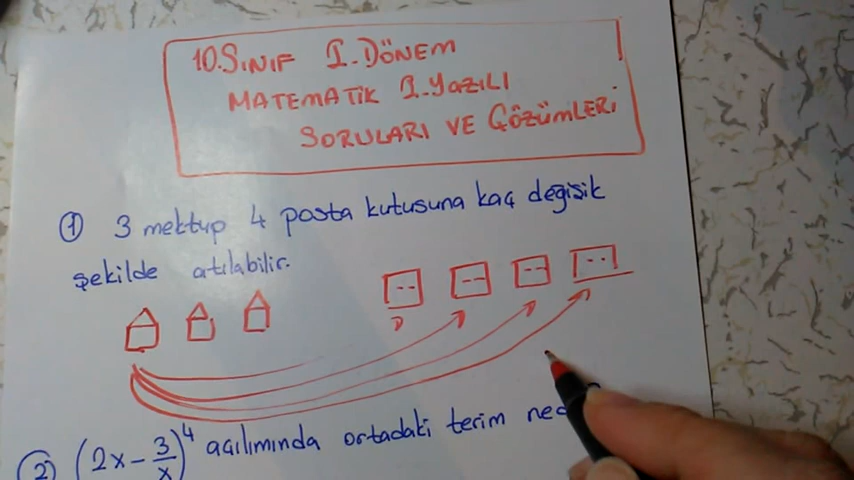 10.SINIF I.DÖNEM
MATEMATİK I.YAZILI
SORULARI VE ÇÖZÜMLERİ
① 3 mektup 4 posta kutusuna kaç değişik
şekilde atılabilir.
② (2x - 3/x)^4 açılımında ortadaki terim